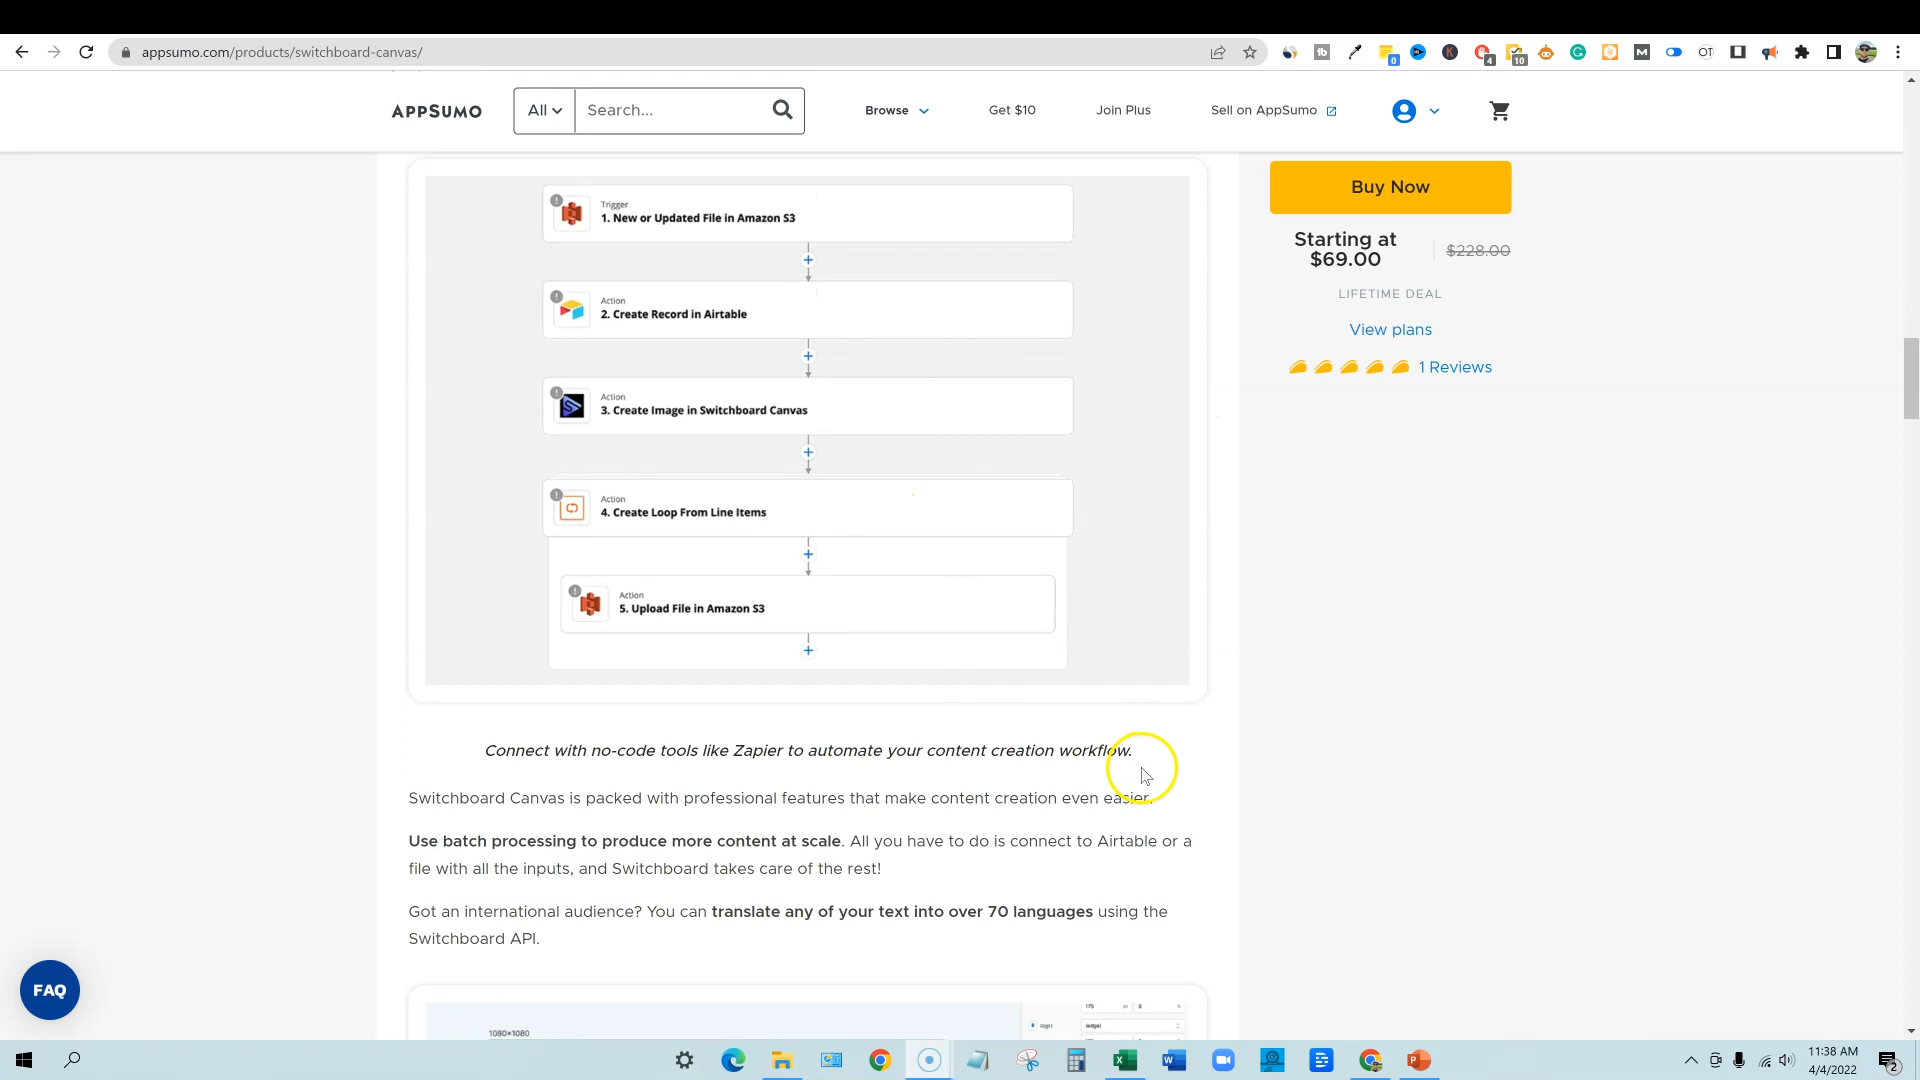 appsumo.com/products/switchboard-canvas/
0
4
10
APPSUMO
All
Search...
Browse
Get $10
Join Plus
Sell on AppSumo
Trigger
1. New or Updated File in Amazon S3
Action
2. Create Record in Airtable
Action
3. Create Image in Switchboard Canvas
Action
4. Create Loop From Line Items
Action
5. Upload File in Amazon S3
Buy Now
Starting at
$69.00
$228.00
LIFETIME DEAL
View plans
1 Reviews
Connect with no-code tools like Zapier to automate your content creation workflow.
Switchboard Canvas is packed with professional features that make content creation even easier.
Use batch processing to produce more content at scale. All you have to do is connect to Airtable or a
file with all the inputs, and Switchboard takes care of the rest!
Got an international audience? You can translate any of your text into over 70 languages using the
Switchboard API.
FAQ
1080×1080
175
px
Right
11:38 AM
4/4/2022
2